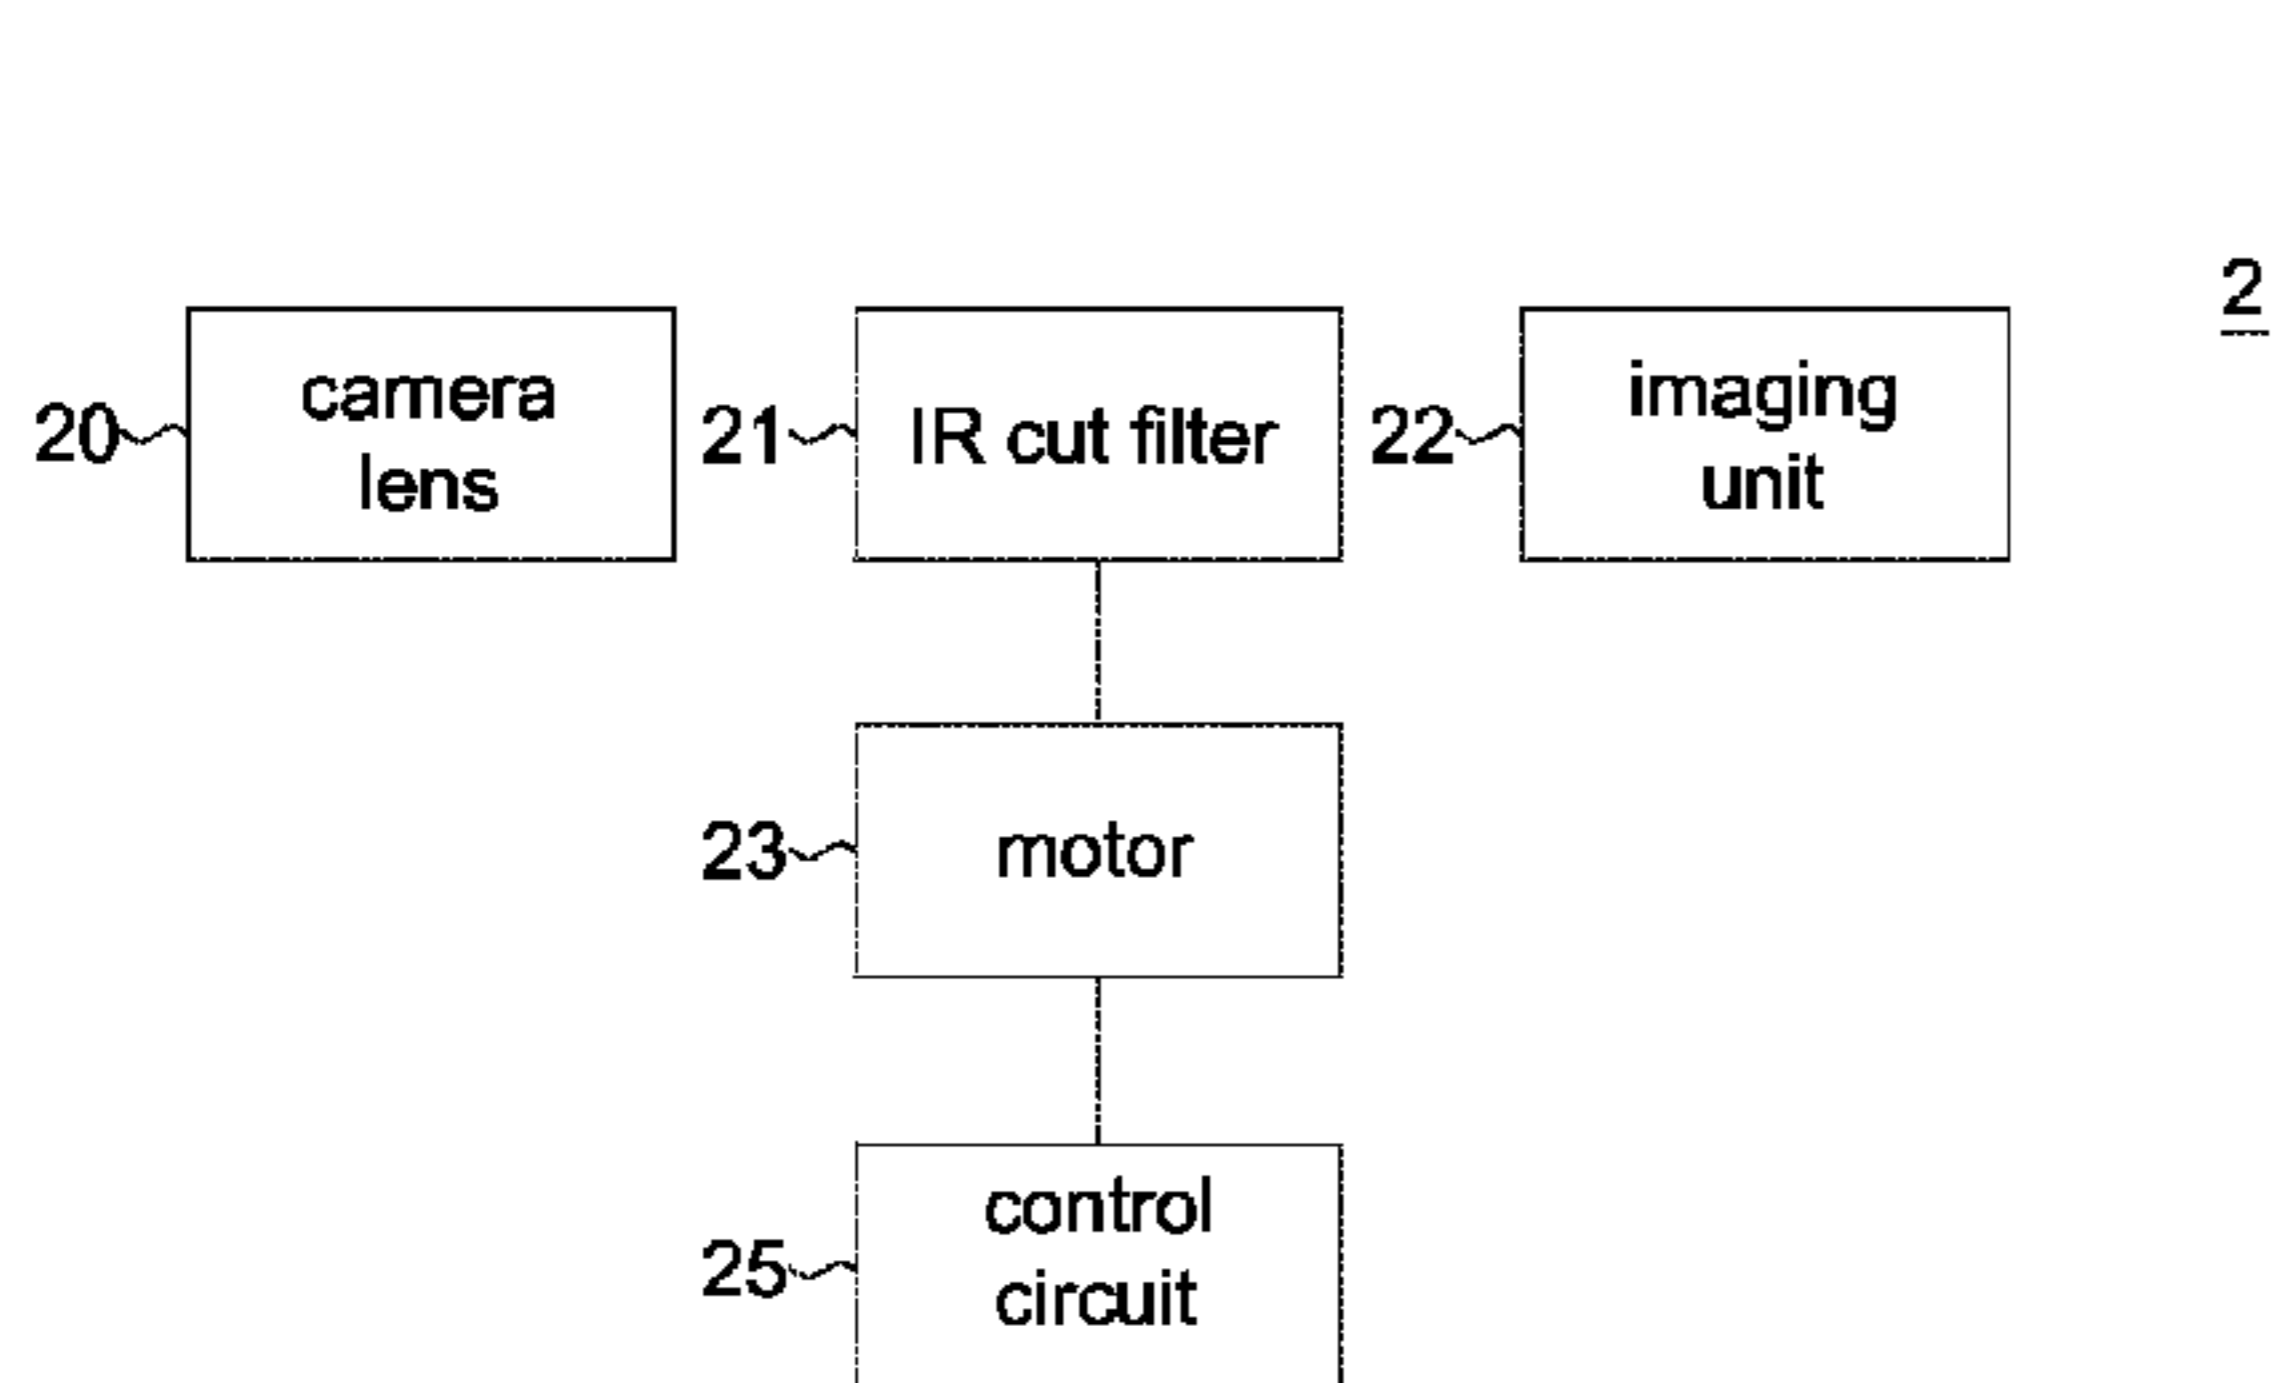 2
20
camera
lens
21
IR cut filter
22
imaging
unit
23
motor
25
control
circuit